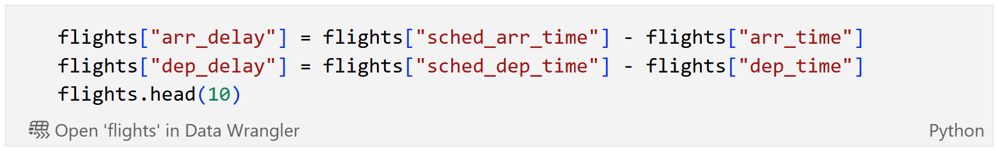 flights["arr_delay"] = flights["sched_arr_time"] - flights["arr_time"]
flights["dep_delay"] = flights["sched_dep_time"] - flights["dep_time"]
flights.head(10)
Open 'flights' in Data Wrangler
Python